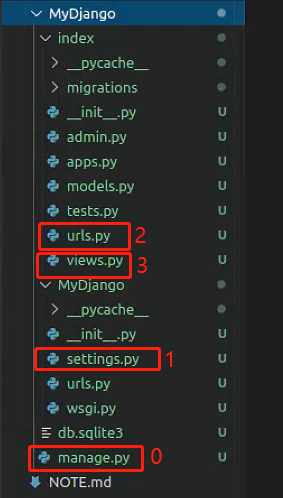 MyDjango
index
__pycache__
migrations
__init__.py U
admin.py U
apps.py U
models.py U
tests.py U
urls.py 2 U
views.py 3 U
MyDjango
__pycache__
__init__.py U
settings.py 1 U
urls.py U
wsgi.py U
db.sqlite3 U
manage.py 0 U
NOTE.md